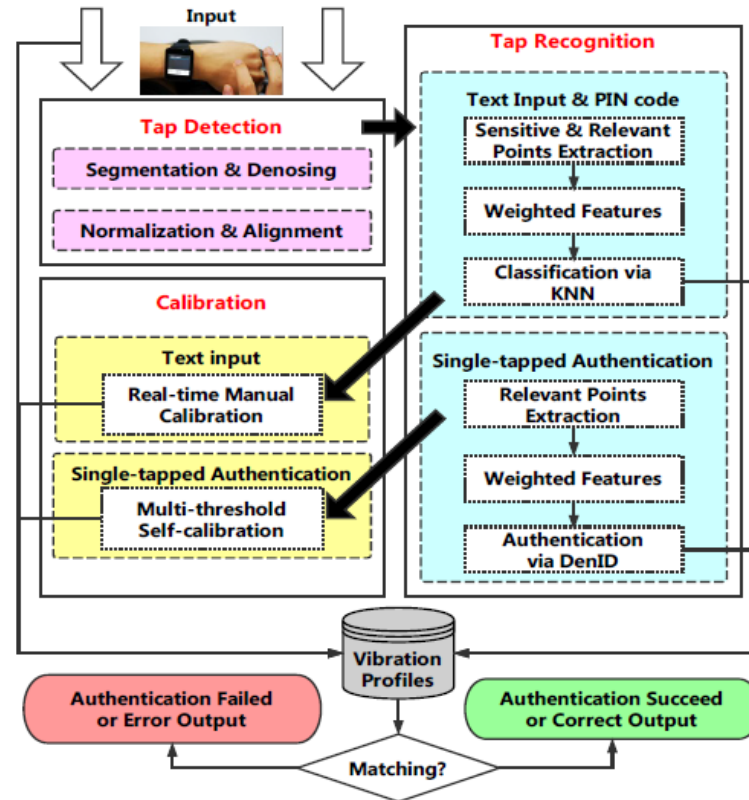 Input
Tap Detection
Segmentation & Denosing
Normalization & Alignment
Tap Recognition
Text Input & PIN code
Sensitive & Relevant
Points Extraction
Weighted Features
Classification via
KNN
Single-tapped Authentication
Relevant Points
Extraction
Weighted Features
Authentication
via DenID
Calibration
Text input
Real-time Manual
Calibration
Single-tapped Authentication
Multi-threshold
Self-calibration
Vibration
Profiles
Authentication Failed
or Error Output
Authentication Succeed
or Correct Output
Matching?